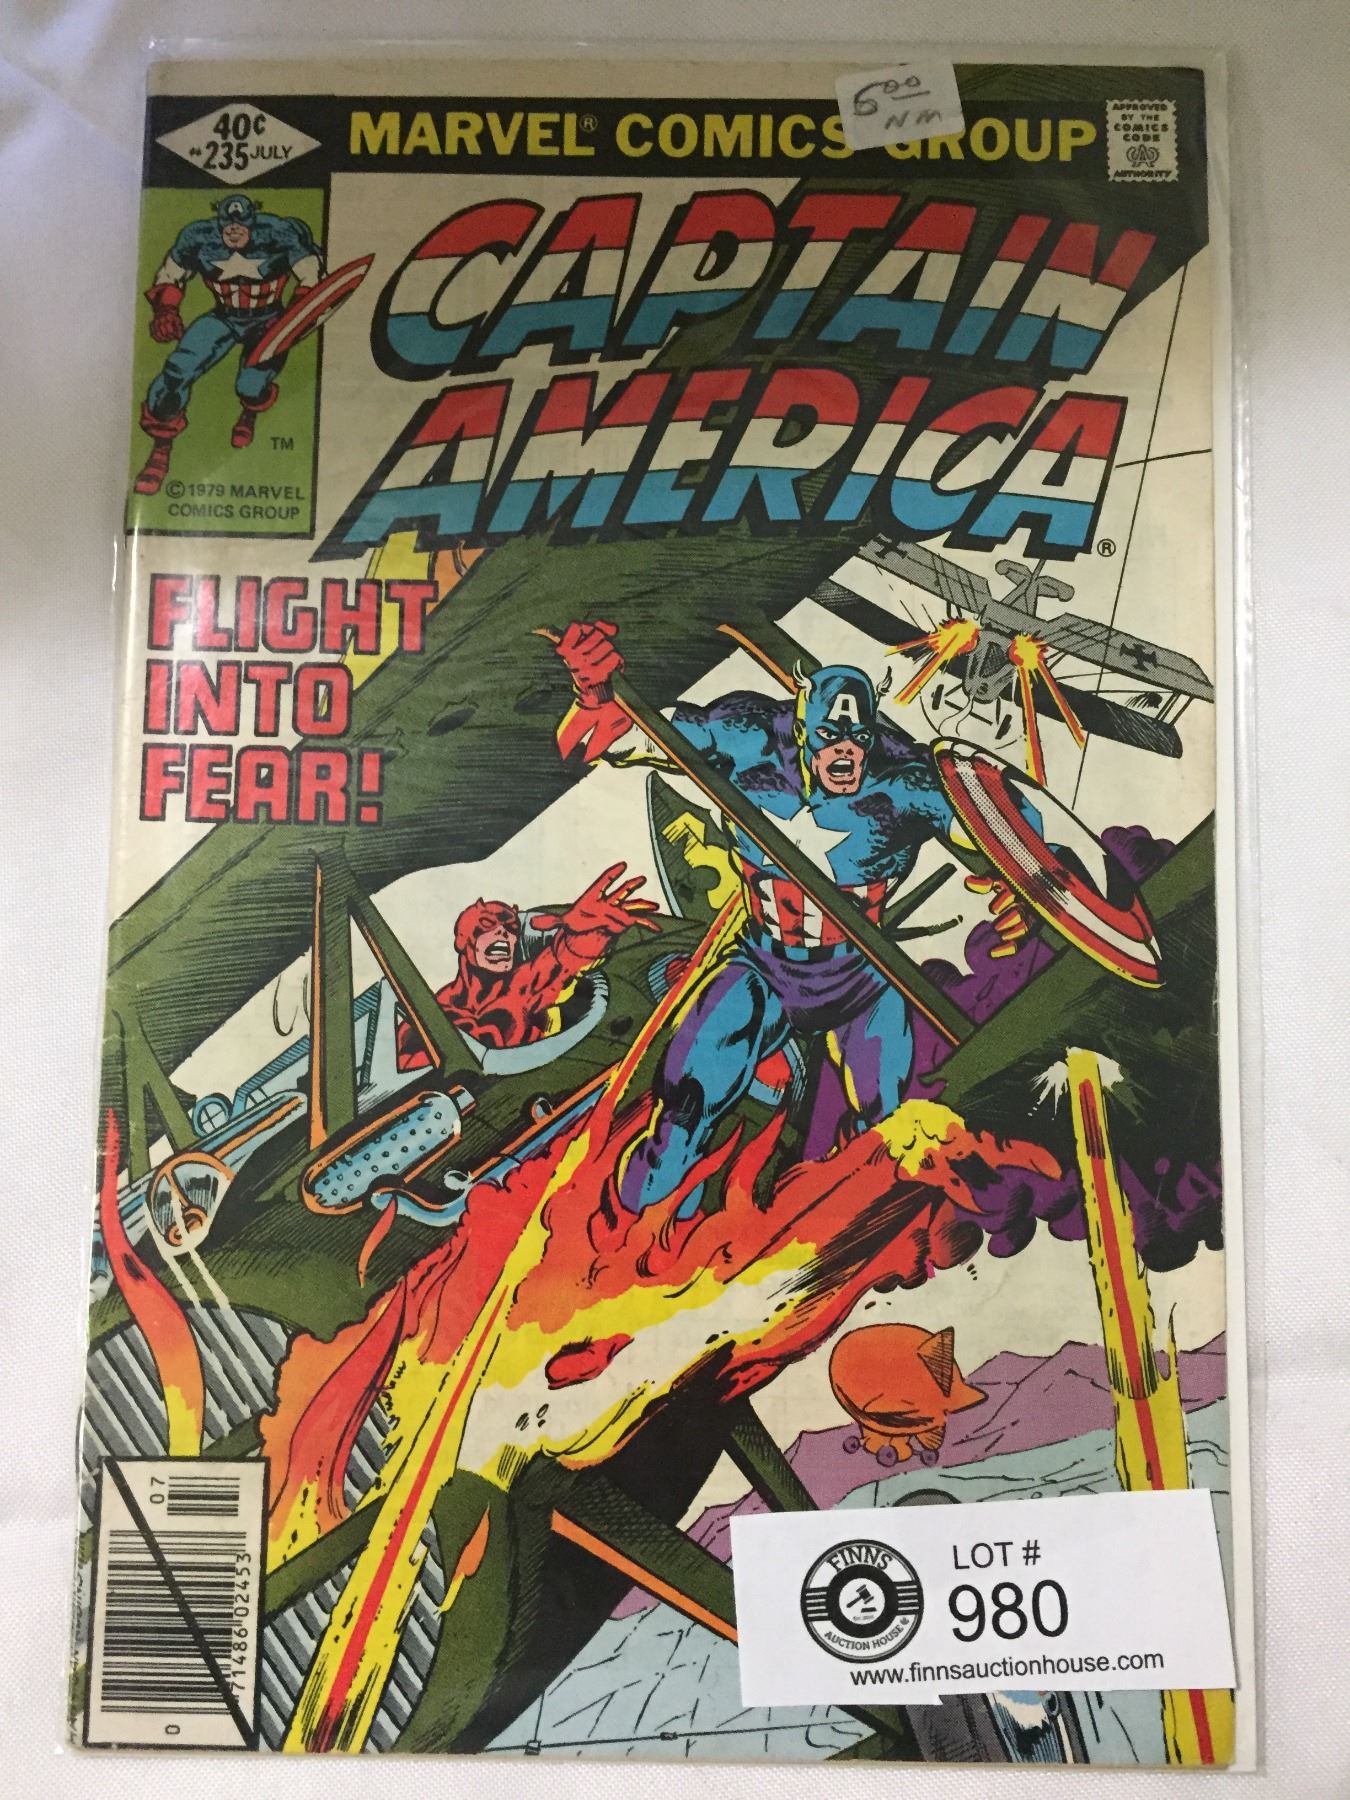 40¢
235 JULY
MARVEL® COMICS GROUP
5 00
NM
APPROVED
BY THE
COMICS
CODE
AUTHORITY
CAPTAIN
AMERICA®
A
TM
© 1979 MARVEL
COMICS GROUP
FLIGHT
INTO
FEAR!
A
07
71486 02453
0
FINNS
AUCTION HOUSE
LOT #
980
www.finnsauctionhouse.com